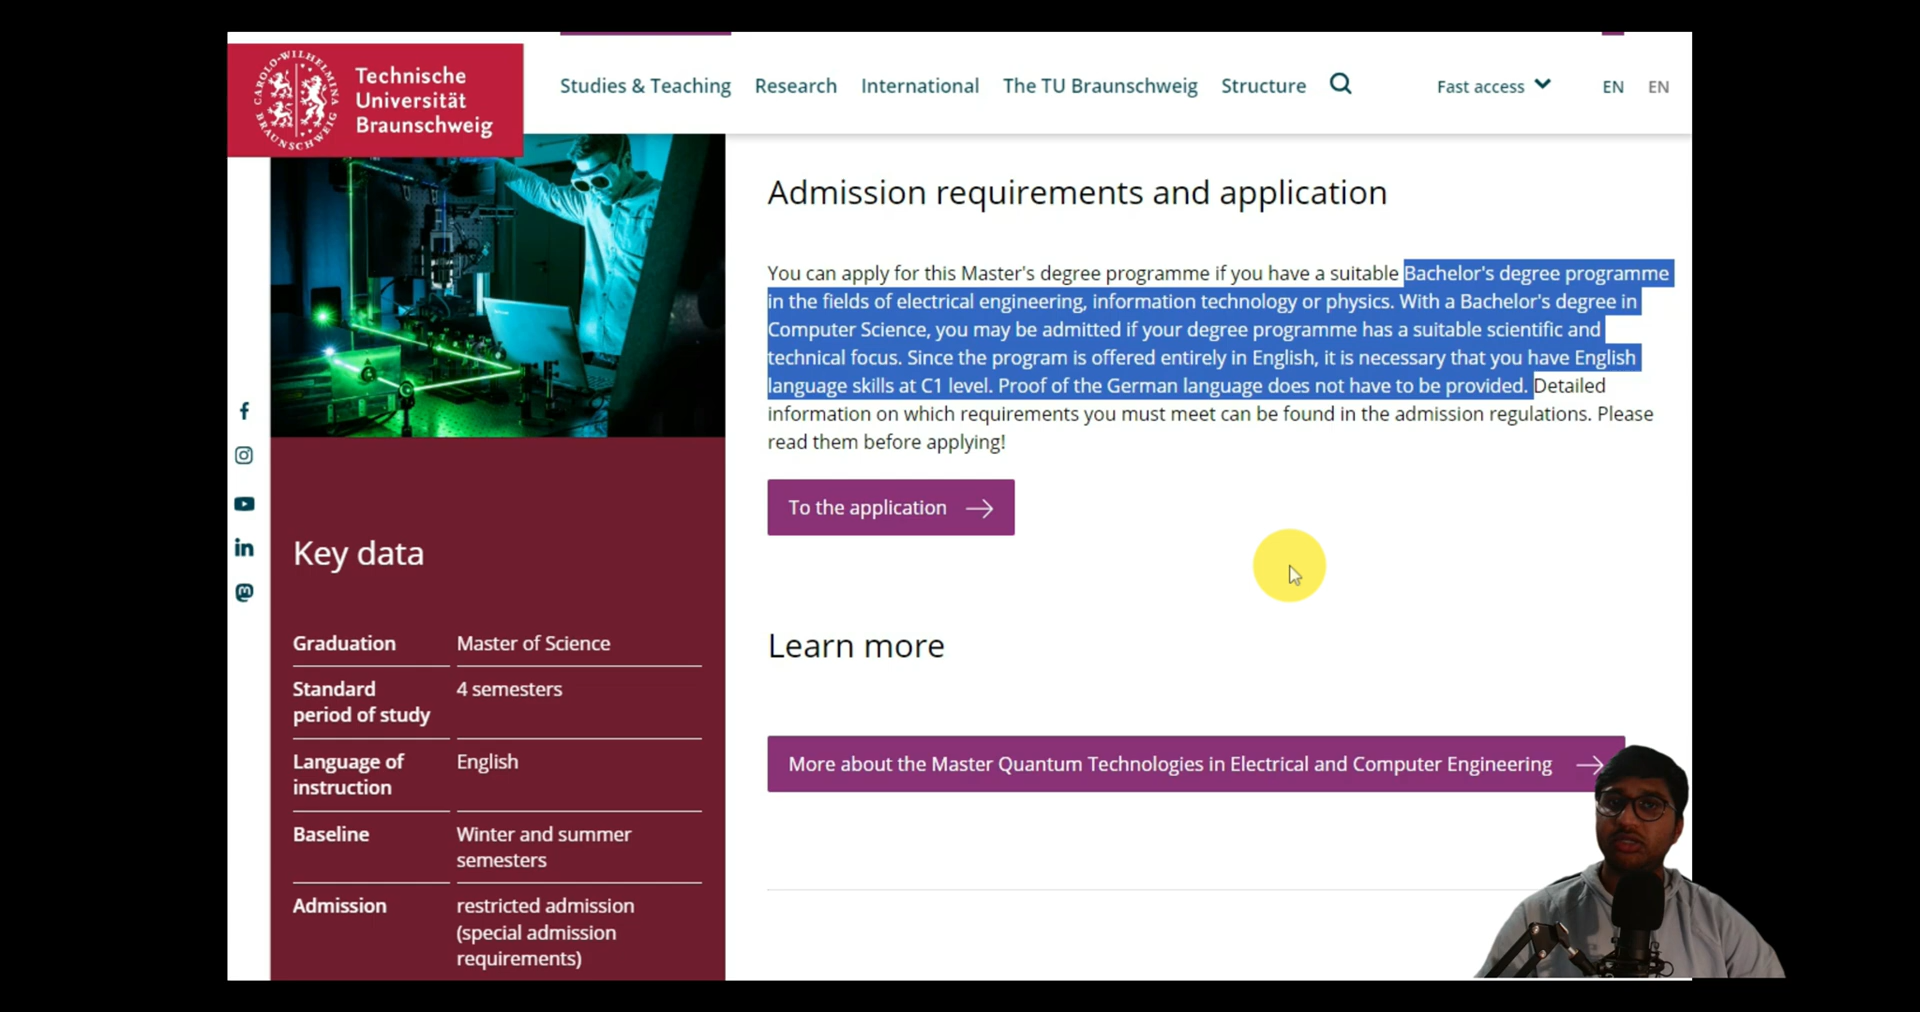 CAROLO-WILHELMINA
BRAUNSCHWEIG
Technische
Universität
Braunschweig
Studies & Teaching
Research
International
The TU Braunschweig
Structure
Fast access
EN
EN
Admission requirements and application
You can apply for this Master's degree programme if you have a suitable Bachelor's degree programme
in the fields of electrical engineering, information technology or physics. With a Bachelor's degree in
Computer Science, you may be admitted if your degree programme has a suitable scientific and
technical focus. Since the program is offered entirely in English, it is necessary that you have English
language skills at C1 level. Proof of the German language does not have to be provided. Detailed
information on which requirements you must meet can be found in the admission regulations. Please
read them before applying!
To the application
Learn more
More about the Master Quantum Technologies in Electrical and Computer Engineering
Key data
Graduation Master of Science
Standard 4 semesters
period of study
Language of English
instruction
Baseline Winter and summer
semesters
Admission restricted admission
(special admission
requirements)